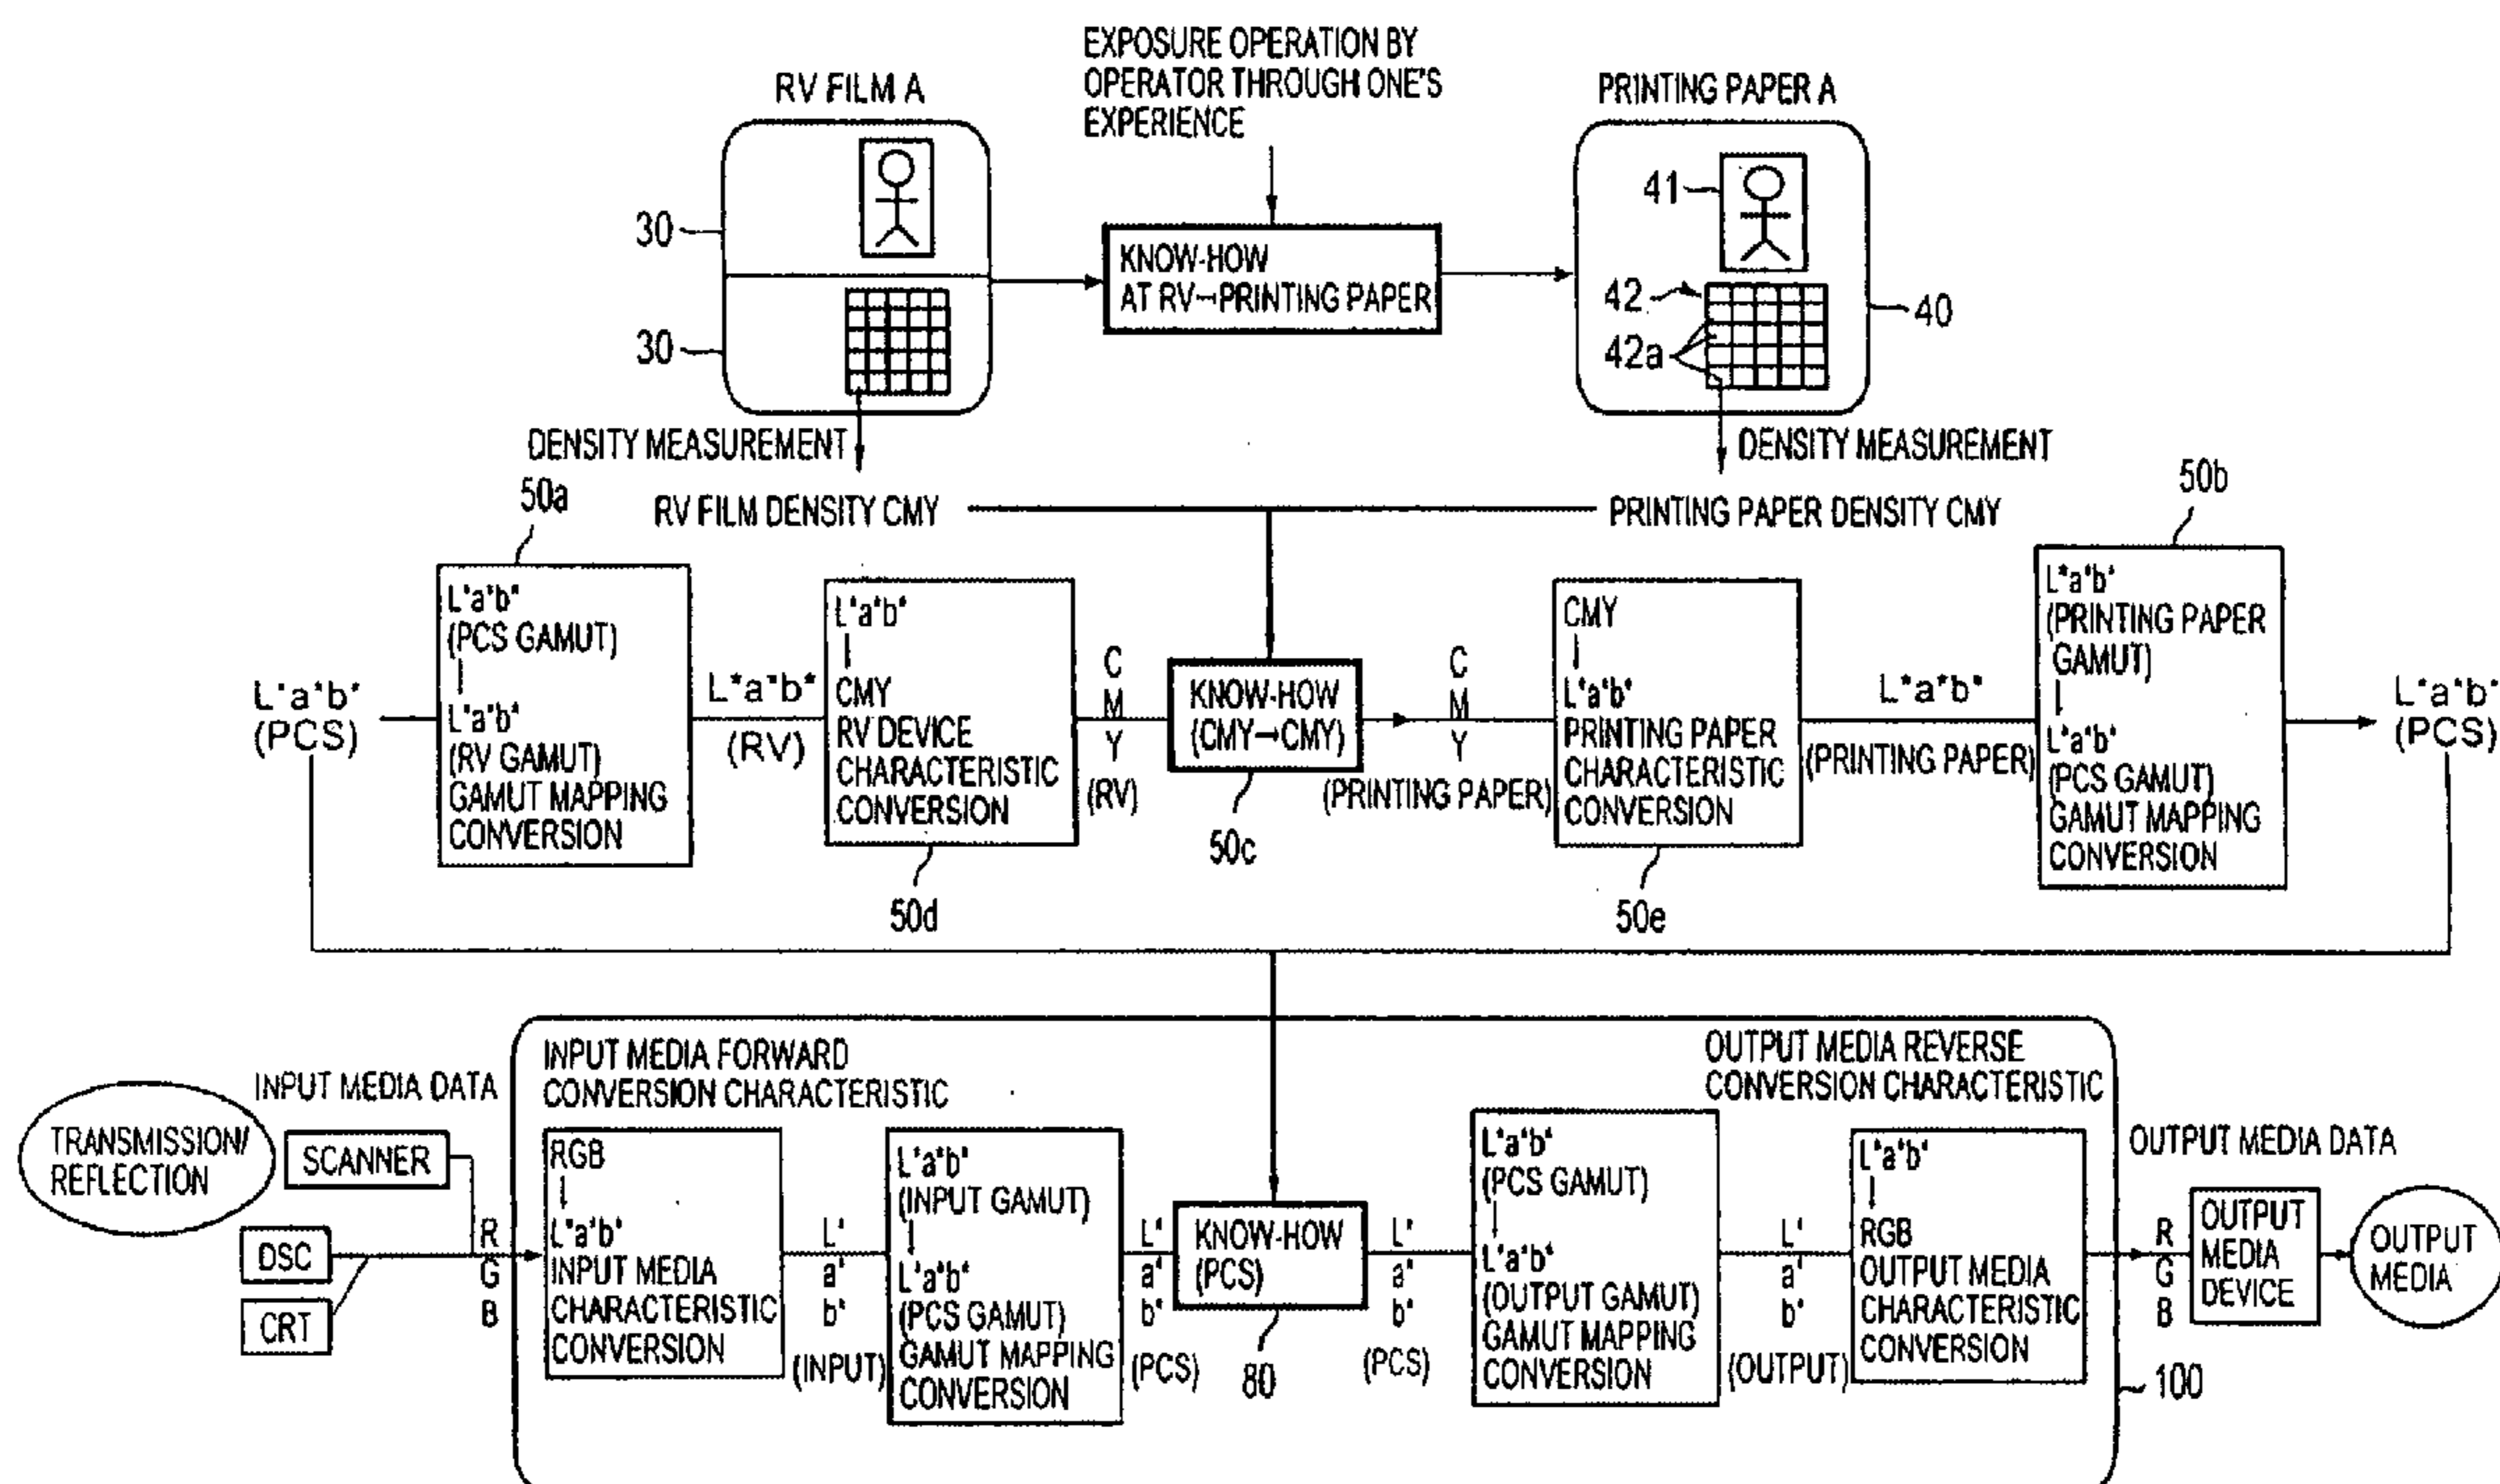 EXPOSURE OPERATION BY
OPERATOR THROUGH ONE'S
EXPERIENCE
RV FILM A
PRINTING PAPER A
30
30
KNOW-HOW
AT RV→PRINTING PAPER
41
42
42a
40
DENSITY MEASUREMENT
DENSITY MEASUREMENT
RV FILM DENSITY CMY
PRINTING PAPER DENSITY CMY
50a
50b
L*a*b*
(PCS)
L*a*b*
(PCS GAMUT)
L*a*b*
(RV GAMUT)
GAMUT MAPPING
CONVERSION
L*a*b*
(RV)
L*a*b*
CMY
RV DEVICE
CHARACTERISTIC
CONVERSION
50d
C
M
Y
(RV)
KNOW-HOW
(CMY→CMY)
50c
C
M
Y
(PRINTING PAPER)
CMY
L*a*b*
PRINTING PAPER
CHARACTERISTIC
CONVERSION
50e
L*a*b*
(PRINTING PAPER)
L*a*b*
(PRINTING PAPER
GAMUT)
L*a*b*
(PCS GAMUT)
GAMUT MAPPING
CONVERSION
L*a*b*
(PCS)
INPUT MEDIA FORWARD
CONVERSION CHARACTERISTIC
OUTPUT MEDIA REVERSE
CONVERSION CHARACTERISTIC
INPUT MEDIA DATA
TRANSMISSION/
REFLECTION
SCANNER
DSC
CRT
R
G
B
RGB
L*a*b*
INPUT MEDIA
CHARACTERISTIC
CONVERSION
L*
a*
b*
(INPUT)
L*a*b*
(INPUT GAMUT)
L*a*b*
(PCS GAMUT)
GAMUT MAPPING
CONVERSION
L*
a*
b*
(PCS)
KNOW-HOW
(PCS)
80
L*
a*
b*
(PCS)
L*a*b*
(PCS GAMUT)
L*a*b*
(OUTPUT GAMUT)
GAMUT MAPPING
CONVERSION
L*
a*
b*
(OUTPUT)
L*a*b*
RGB
OUTPUT MEDIA
CHARACTERISTIC
CONVERSION
100
OUTPUT MEDIA DATA
R
G
B
OUTPUT
MEDIA
DEVICE
OUTPUT
MEDIA